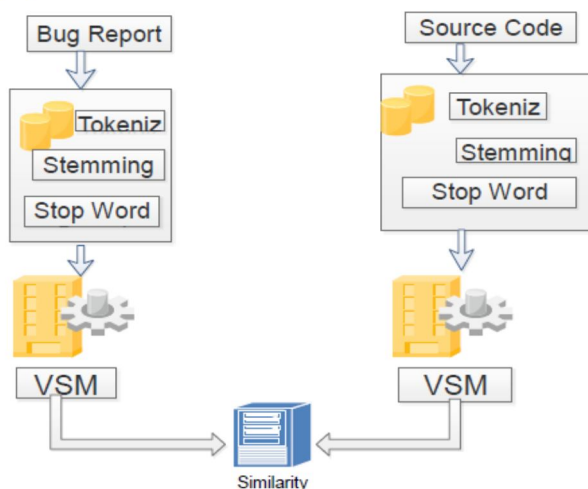 Bug Report
Source Code
Tokeniz
Stemming
Stop Word
Tokeniz
Stemming
Stop Word
VSM
VSM
Similarity